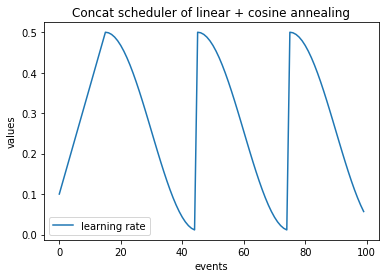 Concat scheduler of linear + cosine annealing
values
0.5
0.4
0.3
0.2
0.1
0.0
learning rate
0 20 40 60 80 100
events